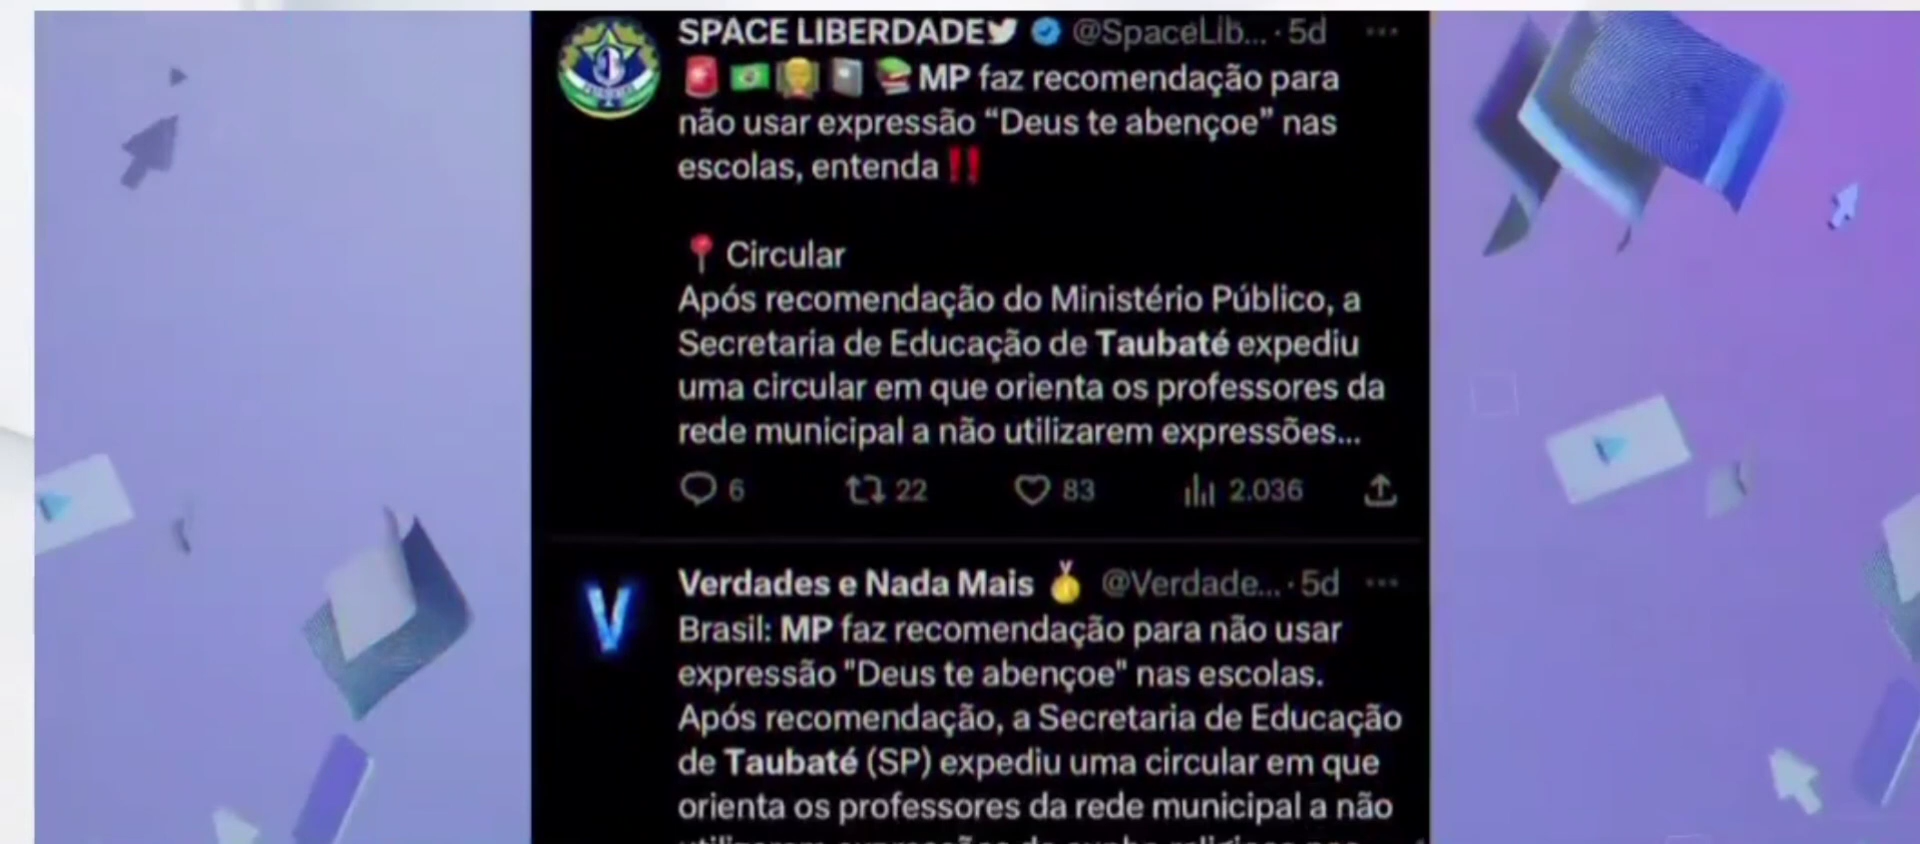 SPACE LIBERDADE @SpaceLib... · 5d
MP faz recomendação para
não usar expressão “Deus te abençoe” nas
escolas, entenda ‼️
📍 Circular
Após recomendação do Ministério Público, a
Secretaria de Educação de Taubaté expediu
uma circular em que orienta os professores da
rede municipal a não utilizarem expressões...
6 22 83 2.036
Verdades e Nada Mais 🏅 @Verdade... · 5d
V
Brasil: MP faz recomendação para não usar
expressão "Deus te abençoe" nas escolas.
Após recomendação, a Secretaria de Educação
de Taubaté (SP) expediu uma circular em que
orienta os professores da rede municipal a não